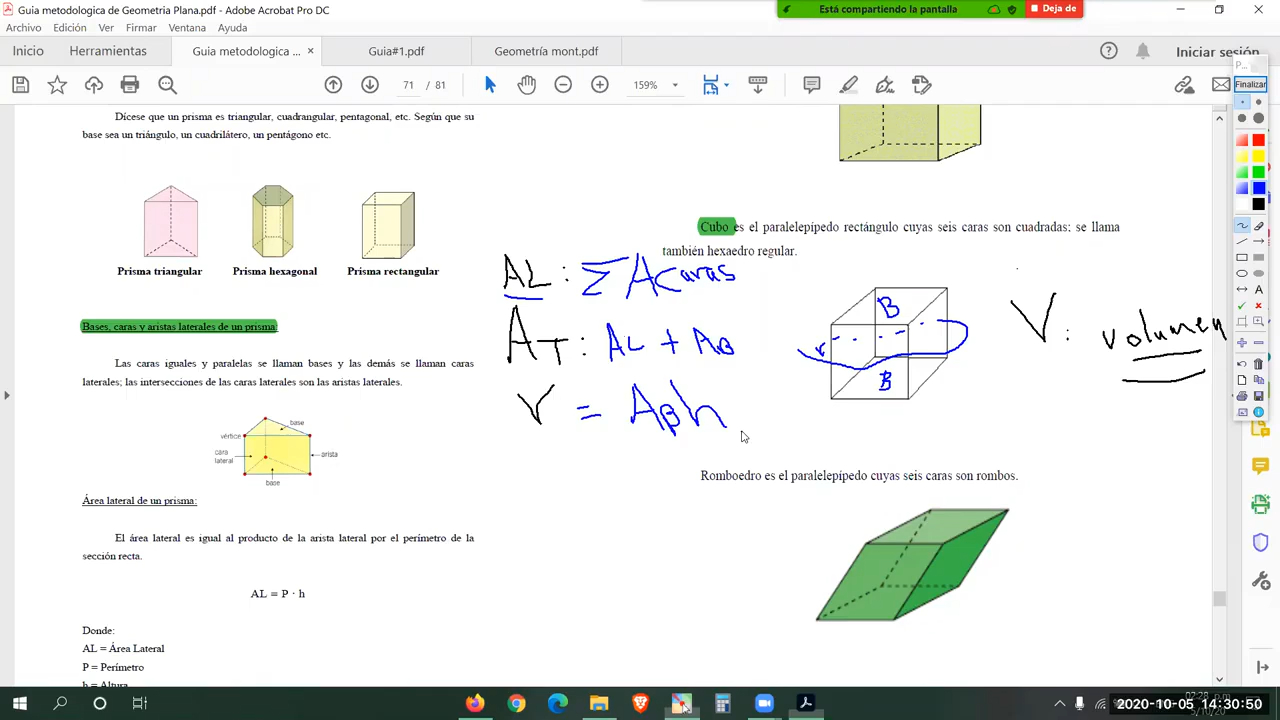 Guia metodologica de Geometria Plana.pdf - Adobe Acrobat Pro DC
Está compartiendo la pantalla
Deja de
Archivo Edición Ver Firmar Ventana Ayuda
Inicio Herramientas Guia metodologica ... × Guia#1.pdf Geometría mont.pdf Iniciar sesión
71 / 81 159%
Finalizar
Dícese que un prisma es triangular, cuadrangular, pentagonal, etc. Según que su
base sea un triángulo, un cuadrilátero, un pentágono etc.
Prisma triangular Prisma hexagonal Prisma rectangular
Bases, caras y aristas laterales de un prisma:
Las caras iguales y paralelas se llaman bases y las demás se llaman caras
laterales; las intersecciones de las caras laterales son las aristas laterales.
base
vértice
cara
lateral
arista
base
Área lateral de un prisma:
El área lateral es igual al producto de la arista lateral por el perímetro de la
sección recta.
AL = P · h
Donde:
AL = Área Lateral
P = Perímetro
h = Altura
Cubo es el paralelepípedo rectángulo cuyas seis caras son cuadradas; se llama
también hexaedro regular.
AL : Σ Acaras
AT : AL + AB
V = ABh
B
B
V : volumen
Romboedro es el paralelepípedo cuyas seis caras son rombos.
2020-10-05, 14:30:50